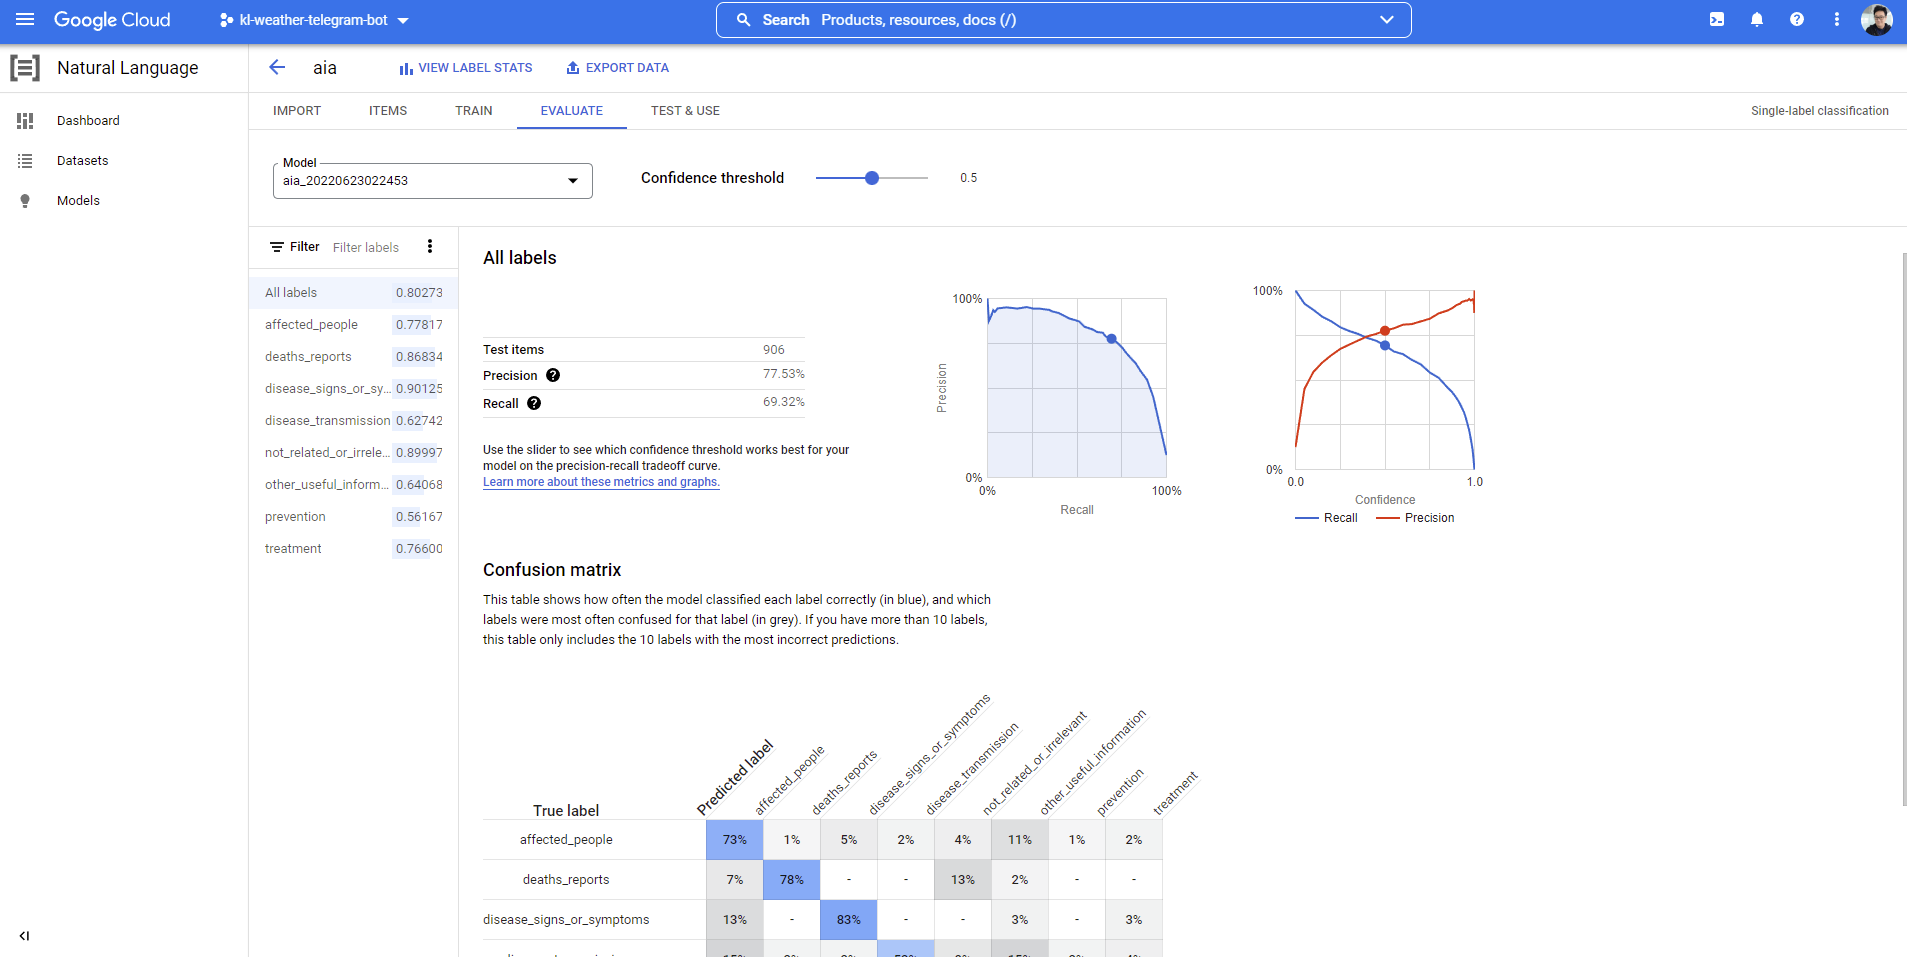 Google Cloud
kl-weather-telegram-bot
Search Products, resources, docs (/)
Natural Language
aia
VIEW LABEL STATS
EXPORT DATA
Dashboard
Datasets
Models
IMPORT
ITEMS
TRAIN
EVALUATE
TEST & USE
Single-label classification
Model
aia_20220623022453
Confidence threshold
0.5
Filter Filter labels
All labels 0.80273
affected_people 0.77817
deaths_reports 0.86834
disease_signs_or_sy... 0.90125
disease_transmission 0.62742
not_related_or_irrele... 0.89997
other_useful_inform... 0.64068
prevention 0.56167
treatment 0.76600
All labels
Test items 906
Precision 77.53%
Recall 69.32%
Use the slider to see which confidence threshold works best for your
model on the precision-recall tradeoff curve.
Learn more about these metrics and graphs.
100%
Precision
0%
0% 100%
Recall
100%
0%
0.0 1.0
Confidence
Recall Precision
Confusion matrix
This table shows how often the model classified each label correctly (in blue), and which
labels were most often confused for that label (in grey). If you have more than 10 labels,
this table only includes the 10 labels with the most incorrect predictions.
True label
Predicted label
affected_people
deaths_reports
disease_signs_or_symptoms
disease_transmission
not_related_or_irrelevant
other_useful_information
prevention
treatment
affected_people 73% 1% 5% 2% 4% 11% 1% 2%
deaths_reports 7% 78% - - 13% 2% - -
disease_signs_or_symptoms 13% - 83% - - 3% - 3%